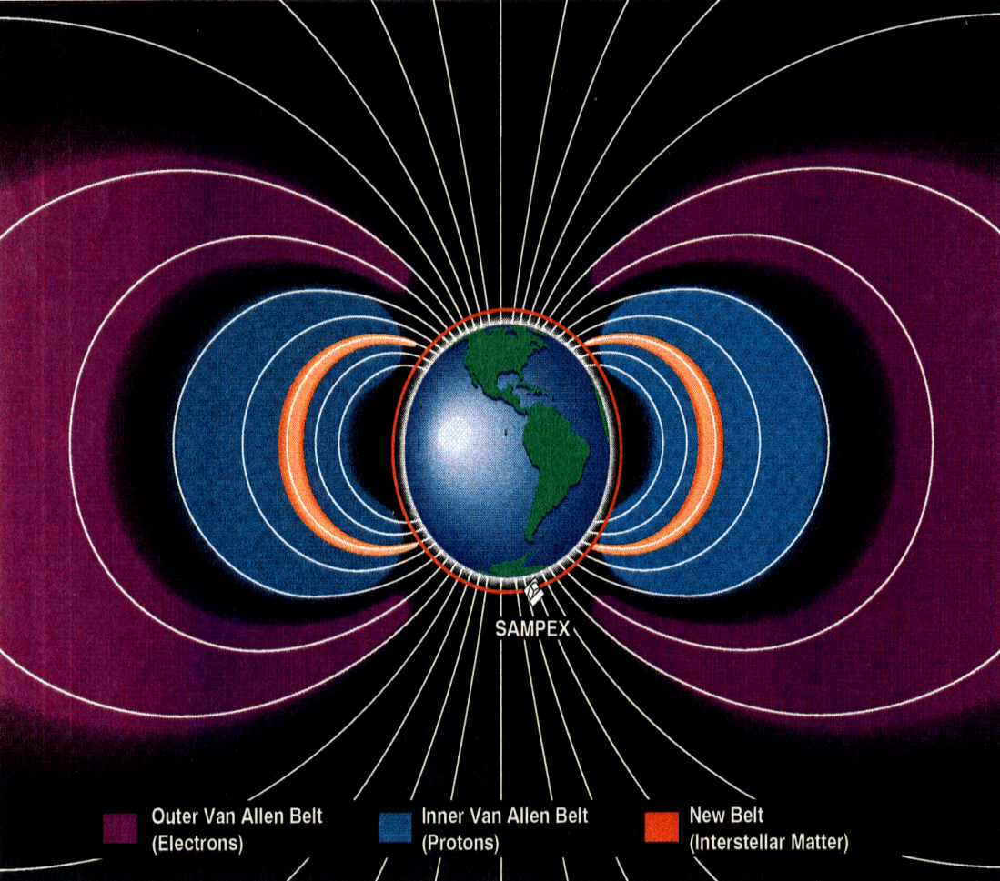 SAMPEX
Outer Van Allen Belt
(Electrons)
Inner Van Allen Belt
(Protons)
New Belt
(Interstellar Matter)